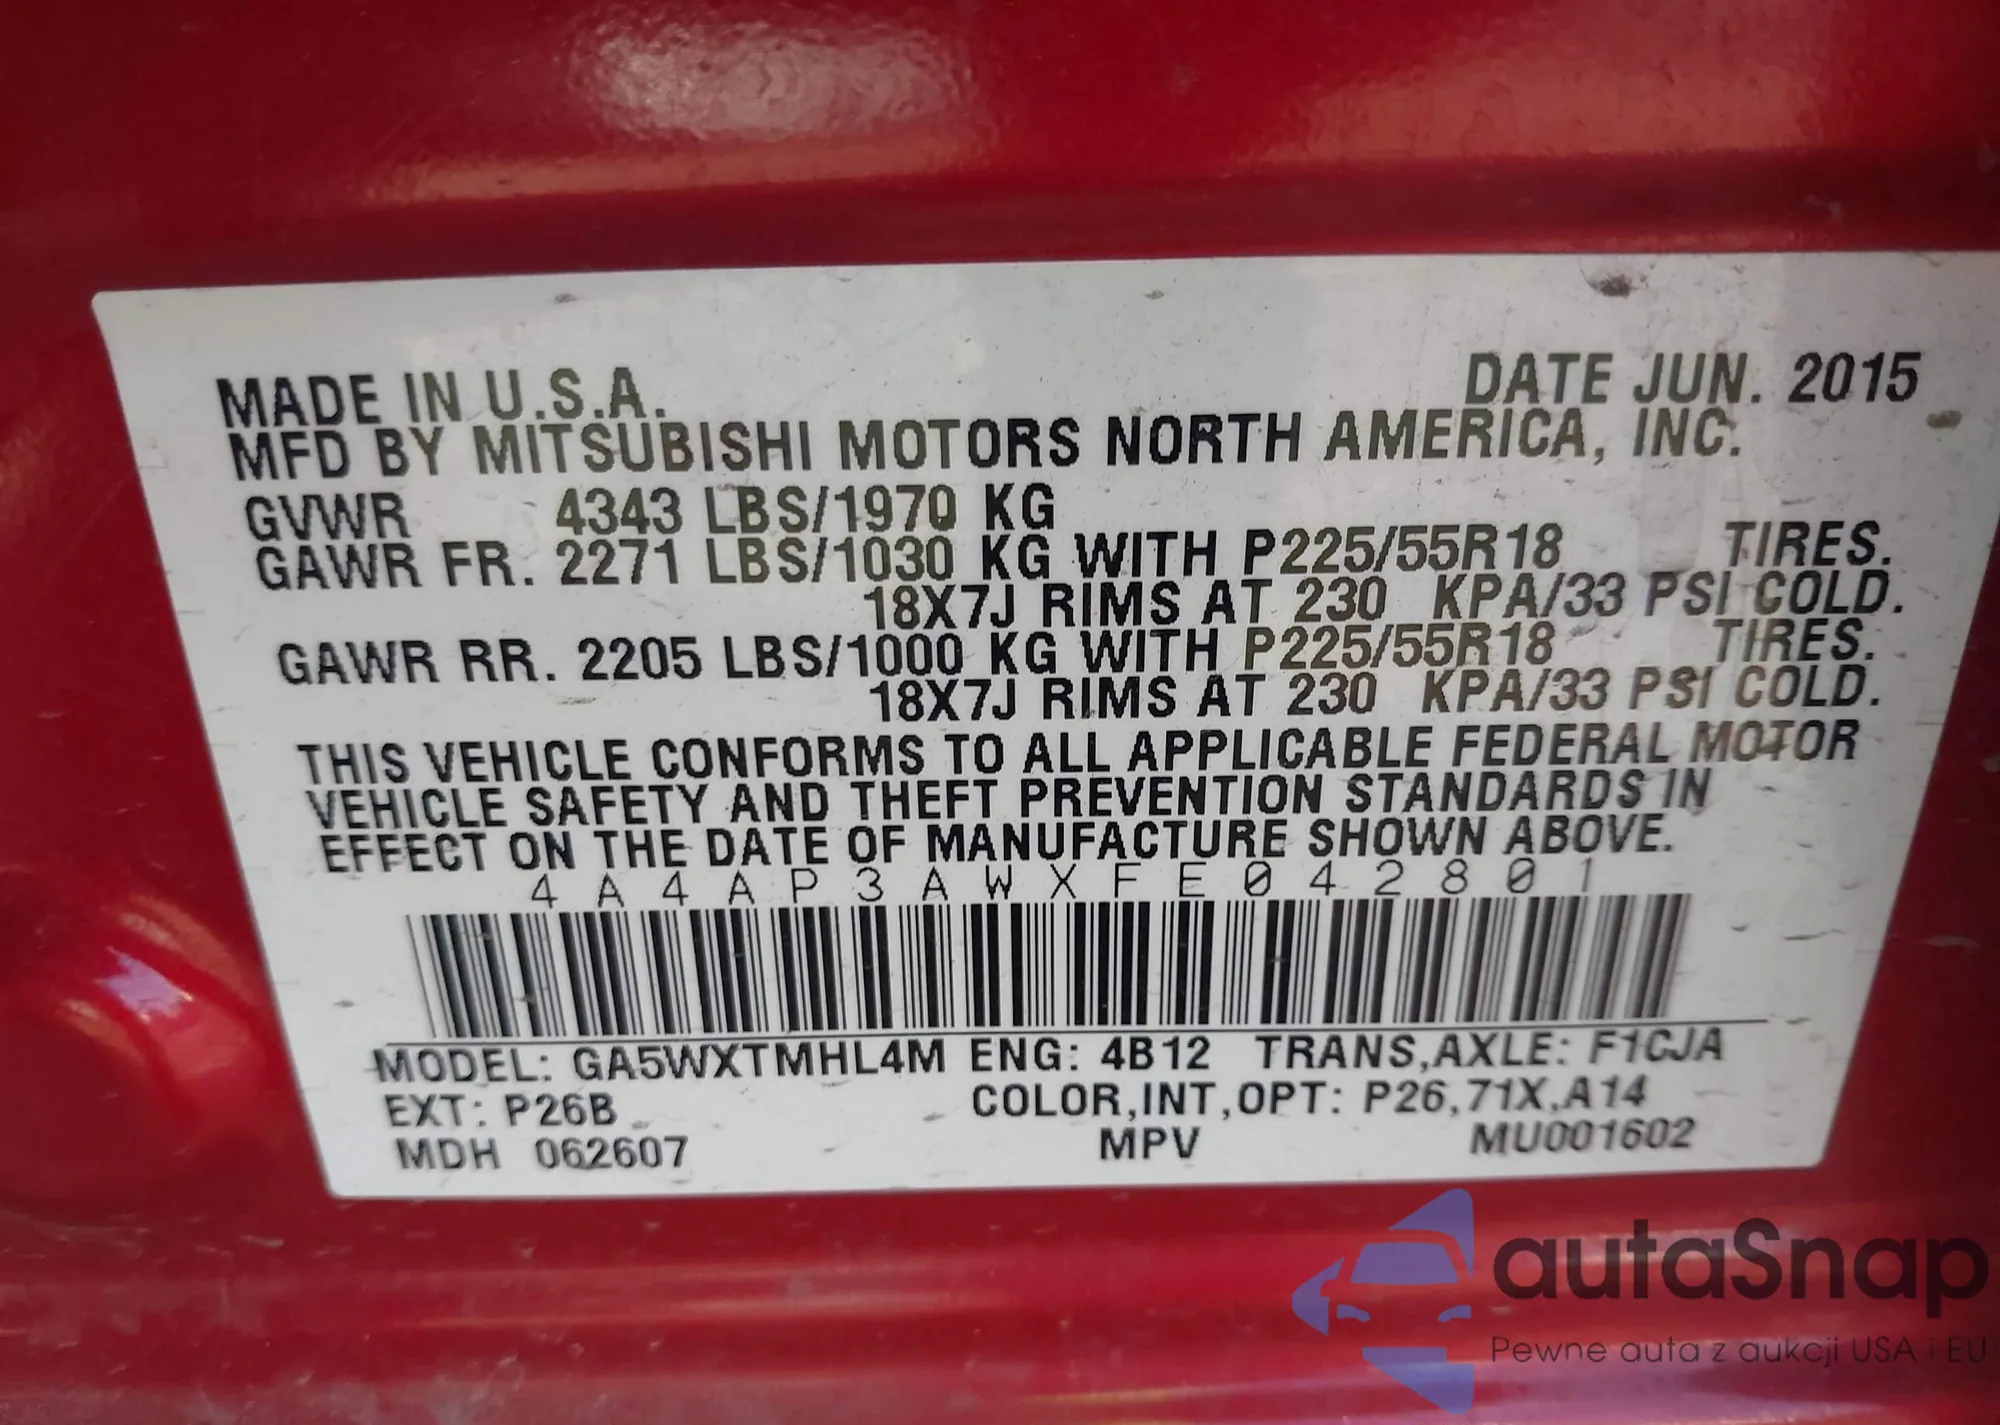 MADE IN U.S.A. DATE JUN. 2015
MFD BY MITSUBISHI MOTORS NORTH AMERICA, INC.
GVWR 4343 LBS/1970 KG
GAWR FR. 2271 LBS/1030 KG WITH P225/55R18 TIRES.
18X7J RIMS AT 230 KPA/33 PSI COLD.
GAWR RR. 2205 LBS/1000 KG WITH P225/55R18 TIRES.
18X7J RIMS AT 230 KPA/33 PSI COLD.
THIS VEHICLE CONFORMS TO ALL APPLICABLE FEDERAL MOTOR
VEHICLE SAFETY AND THEFT PREVENTION STANDARDS IN
EFFECT ON THE DATE OF MANUFACTURE SHOWN ABOVE.
4A4AP3AWXFE042801
MODEL: GA5WXTMHL4M ENG: 4B12 TRANS,AXLE: F1CJA
EXT: P26B COLOR,INT,OPT: P26,71X,A14
MDH 062607 MPV MU001602
autaSnap
Pewne auta z aukcji USA i EU